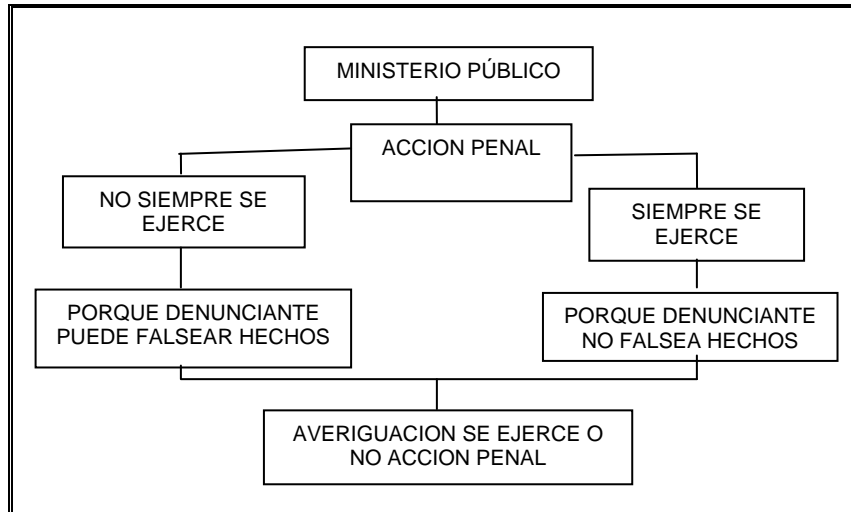 MINISTERIO PÚBLICO
ACCION PENAL
NO SIEMPRE SE
EJERCE
SIEMPRE SE
EJERCE
PORQUE DENUNCIANTE
PUEDE FALSEAR HECHOS
PORQUE DENUNCIANTE
NO FALSEA HECHOS
AVERIGUACION SE EJERCE O
NO ACCION PENAL